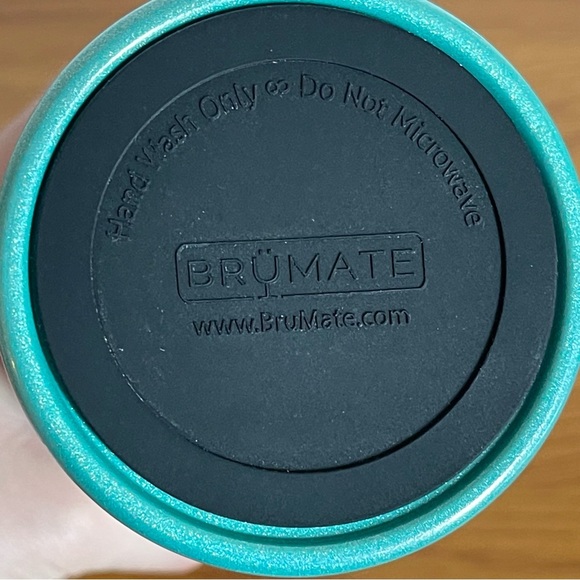 Hand Wash Only ∞ Do Not Microwave
BRÜMATE
www.BruMate.com